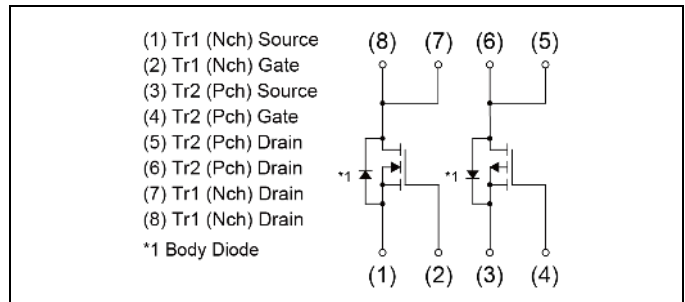 (1) Tr1 (Nch) Source
(2) Tr1 (Nch) Gate
(3) Tr2 (Pch) Source
(4) Tr2 (Pch) Gate
(5) Tr2 (Pch) Drain
(6) Tr2 (Pch) Drain
(7) Tr1 (Nch) Drain
(8) Tr1 (Nch) Drain
*1 Body Diode
(8) (7) (6) (5)
*1 *1
(1) (2) (3) (4)